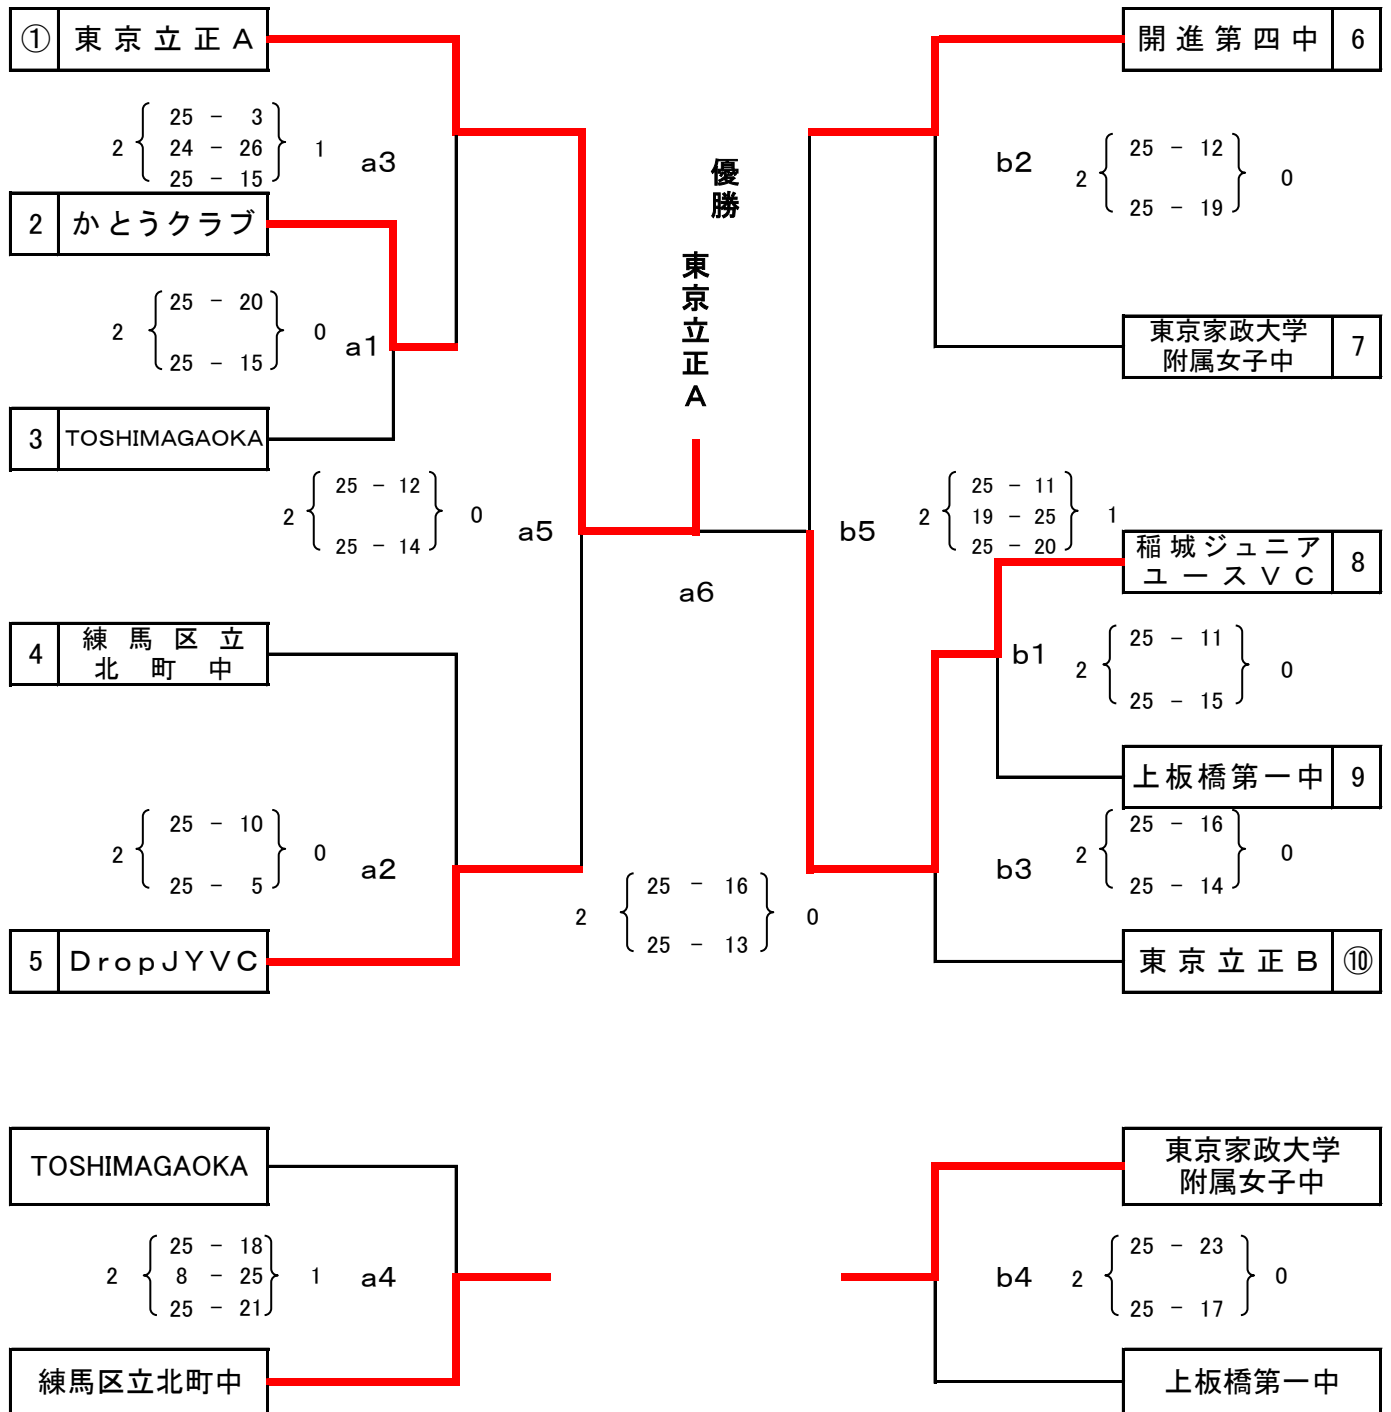 ① 東京立正A
25 - 3
2 24 - 26 1 a3
25 - 15
2 かとうクラブ
25 - 20
2 0 a1
25 - 15
3 TOSHIMAGAOKA
25 - 12
2 0 a5
25 - 14
4 練馬区立
北町中
25 - 10
2 0 a2
25 - 5
5 DropJYVC
優勝
東京立正A
a6
25 - 16
2 0
25 - 13
開進第四中 6
b2 25 - 12
2 0
25 - 19
東京家政大学
附属女子中 7
25 - 11
b5 2 19 - 25 1
25 - 20
稲城ジュニア
ユースVC 8
25 - 11
b1 2 0
25 - 15
上板橋第一中 9
25 - 16
b3 2 0
25 - 14
東京立正B ⑩
TOSHIMAGAOKA
25 - 18
2 8 - 25 1 a4
25 - 21
練馬区立北町中
東京家政大学
附属女子中
25 - 23
b4 2 0
25 - 17
上板橋第一中